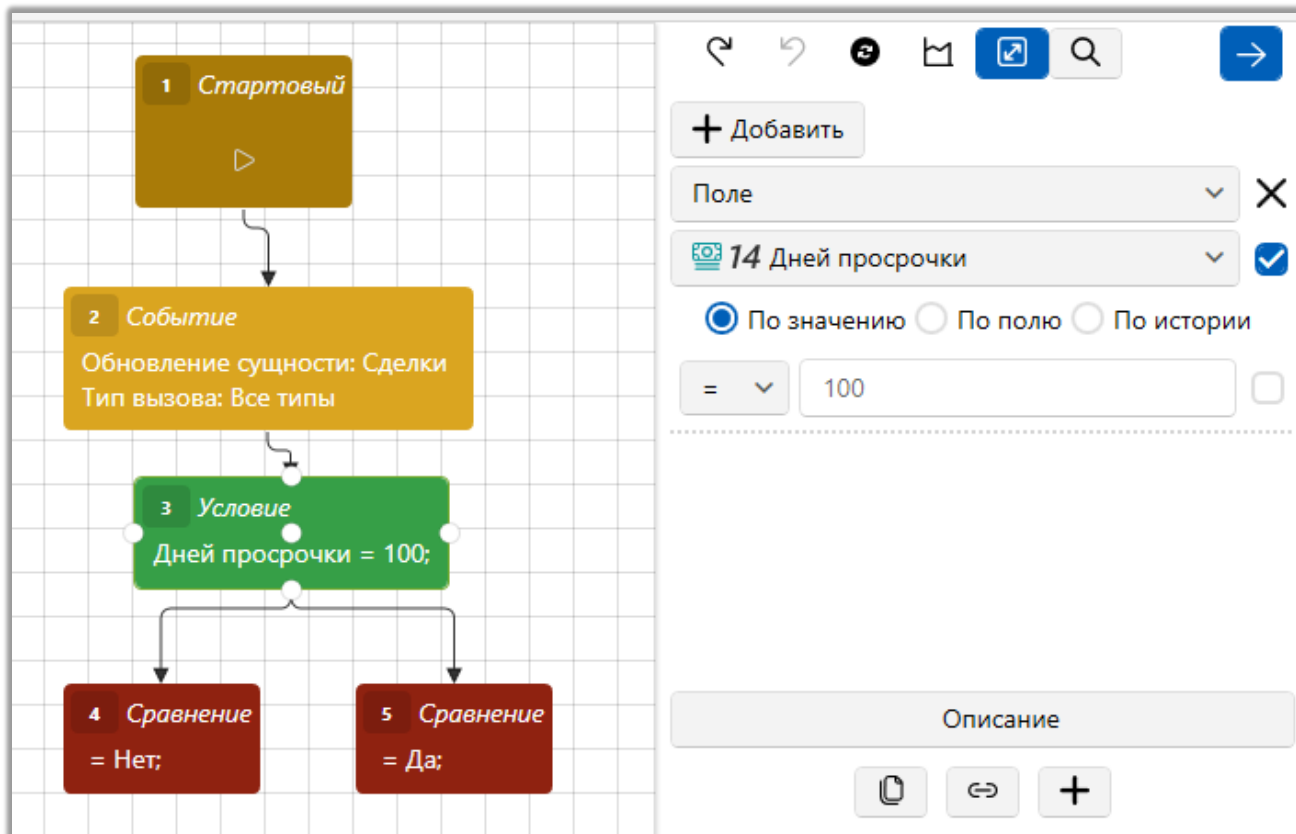 1 Стартовый
2 Событие
Обновление сущности: Сделки
Тип вызова: Все типы
3 Условие
Дней просрочки = 100;
4 Сравнение
= Нет;
5 Сравнение
= Да;
Добавить
Поле
14 Дней просрочки
По значению По полю По истории
= 100
Описание